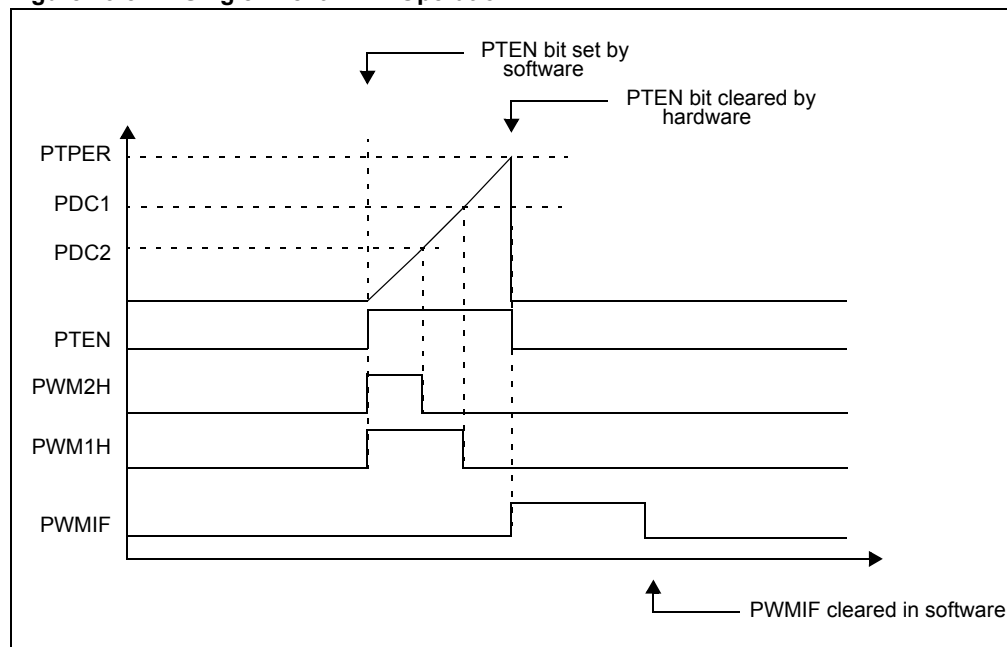 PTEN bit set by
software
PTEN bit cleared by
hardware
PTPER
PDC1
PDC2
PTEN
PWM2H
PWM1H
PWMIF
PWMIF cleared in software